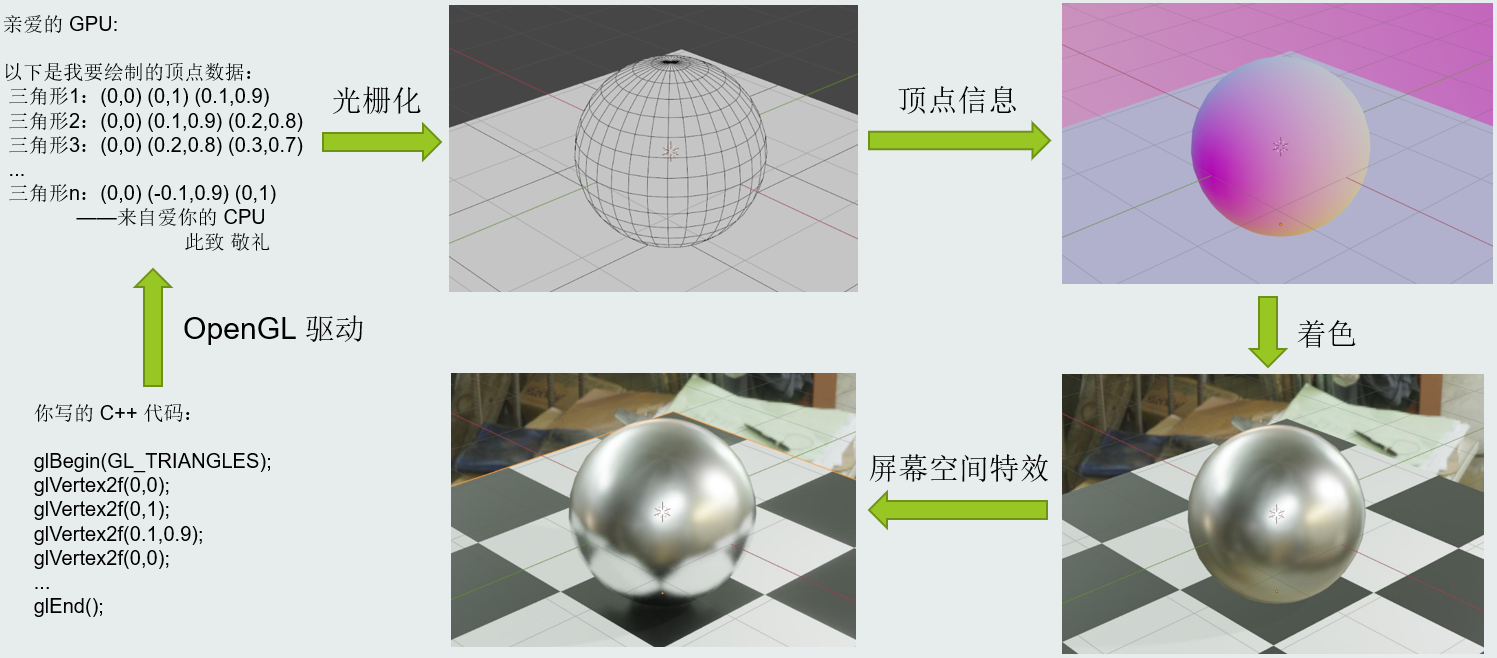 亲爱的 GPU:
以下是我要绘制的顶点数据：
三角形1：(0,0) (0,1) (0.1,0.9)
三角形2：(0,0) (0.1,0.9) (0.2,0.8)
三角形3：(0,0) (0.2,0.8) (0.3,0.7)
...
三角形n：(0,0) (-0.1,0.9) (0,1)
——来自爱你的 CPU
此致 敬礼
光栅化
顶点信息
着色
屏幕空间特效
OpenGL 驱动
你写的 C++ 代码：
glBegin(GL_TRIANGLES);
glVertex2f(0,0);
glVertex2f(0,1);
glVertex2f(0.1,0.9);
glVertex2f(0,0);
...
glEnd();